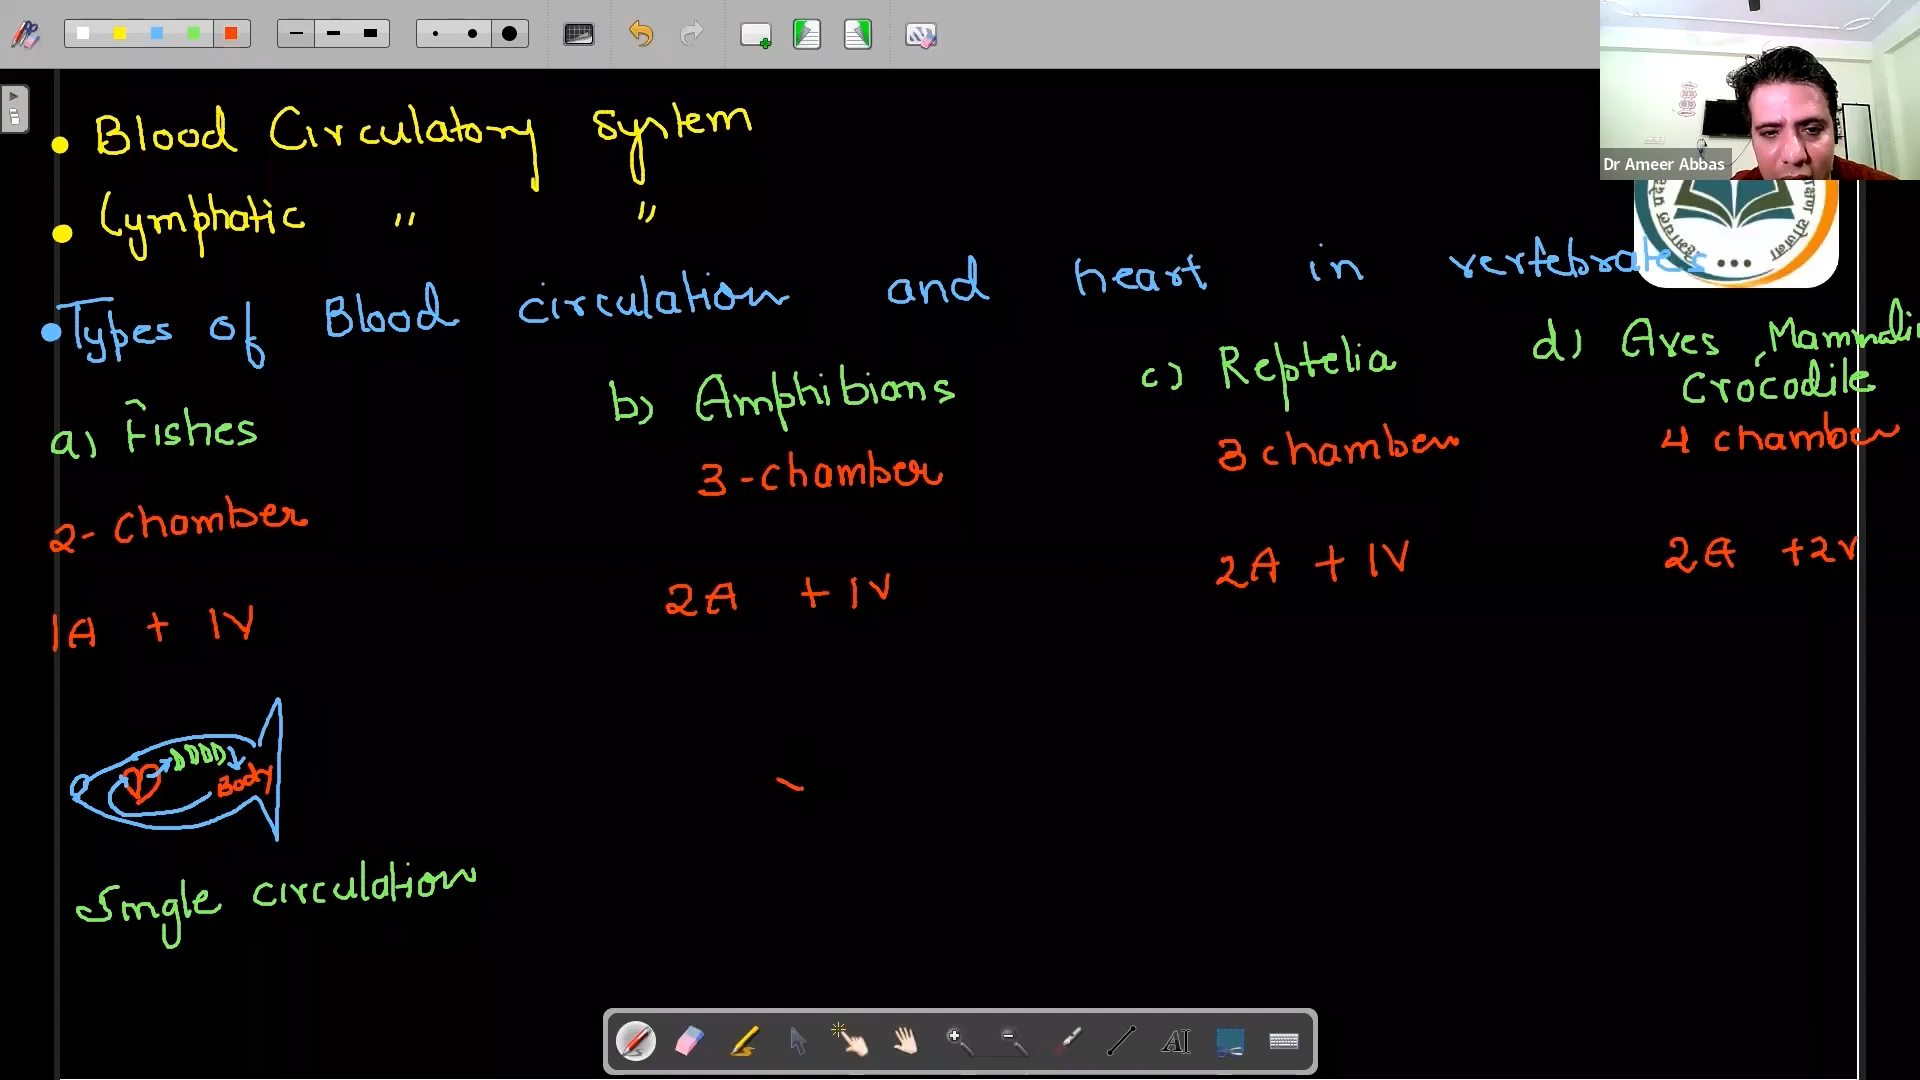 Dr Ameer Abbas
• Blood Circulatory system
• Lymphatic " "
• Types of Blood circulation and heart in vertebrates...
a) Fishes
2- Chamber
1A + 1V
Body
Single circulation
b) Amphibians
3-chamber
2A + 1V
c) Reptelia
3 chamber
2A + 1V
d) Aves, Mammali
Crocodile
4 chamber
2A +2V
AI